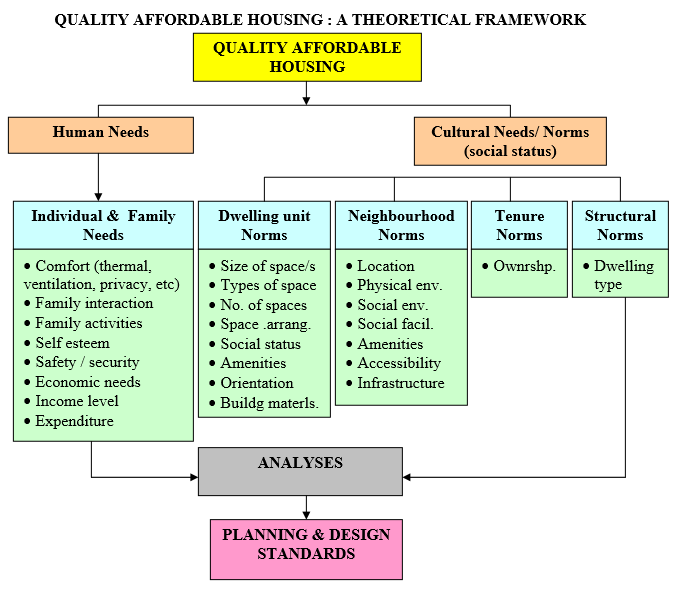 QUALITY AFFORDABLE HOUSING : A THEORETICAL FRAMEWORK
QUALITY AFFORDABLE
HOUSING
Human Needs
Cultural Needs/ Norms
(social status)
Individual & Family
Needs
• Comfort (thermal,
ventilation, privacy, etc)
• Family interaction
• Family activities
• Self esteem
• Safety / security
• Economic needs
• Income level
• Expenditure
Dwelling unit
Norms
• Size of space/s
• Types of space
• No. of spaces
• Space .arrang.
• Social status
• Amenities
• Orientation
• Buildg materls.
Neighbourhood
Norms
• Location
• Physical env.
• Social env.
• Social facil.
• Amenities
• Accessibility
• Infrastructure
Tenure
Norms
• Ownrshp.
Structural
Norms
• Dwelling
type
ANALYSES
PLANNING & DESIGN
STANDARDS